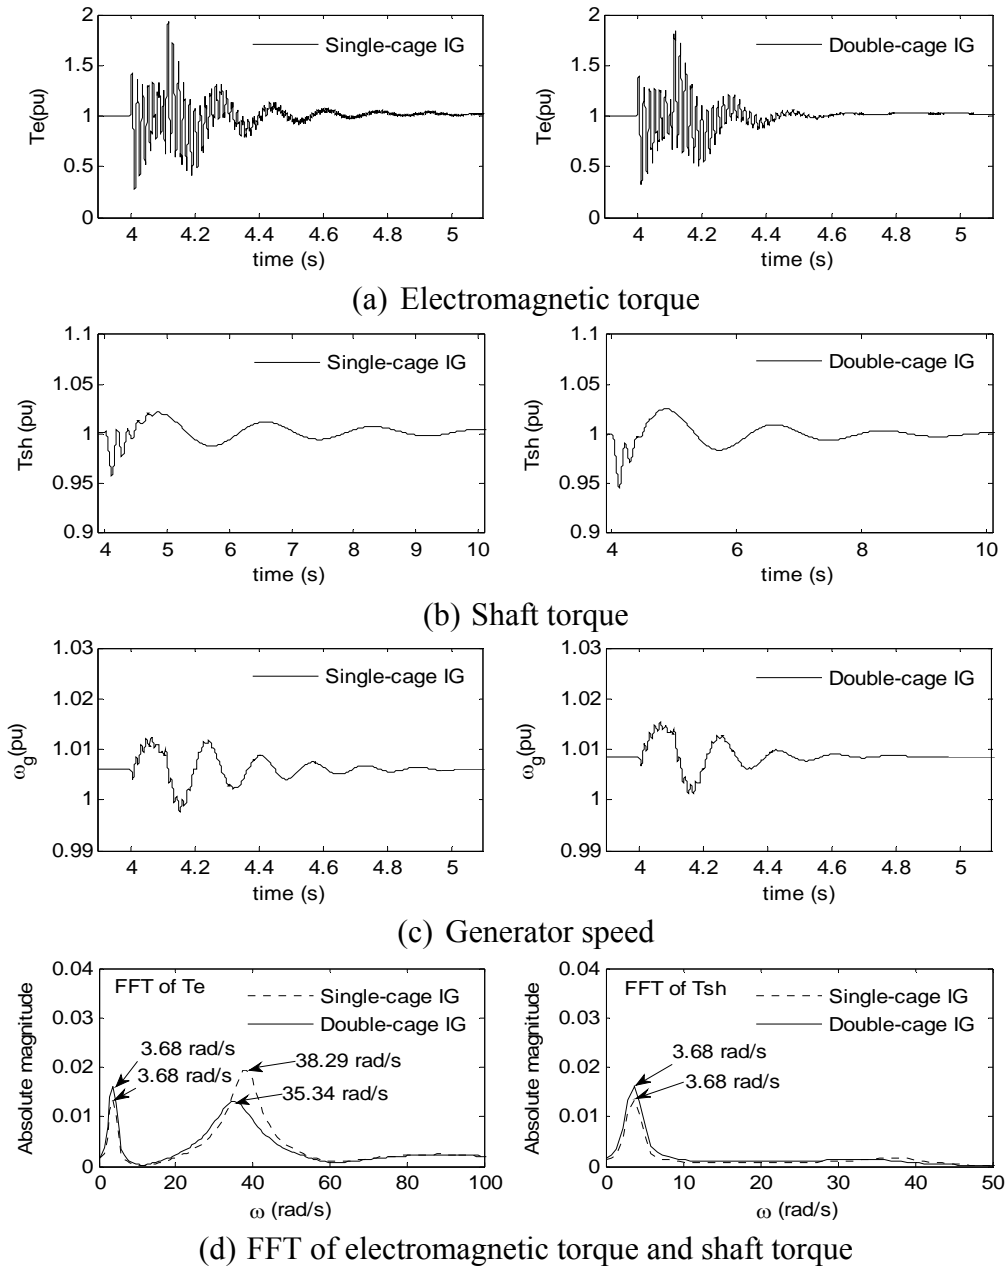 Te(pu)
2
1.5
1
0.5
0
Single-cage IG
4 4.2 4.4 4.6 4.8 5
time (s)
Te(pu)
2
1.5
1
0.5
0
Double-cage IG
4 4.2 4.4 4.6 4.8 5
time (s)
(a) Electromagnetic torque
Tsh (pu)
1.1
1.05
1
0.95
0.9
Single-cage IG
4 5 6 7 8 9 10
time (s)
Tsh (pu)
1.1
1.05
1
0.95
0.9
Double-cage IG
4 6 8 10
time (s)
(b) Shaft torque
ωg(pu)
1.03
1.02
1.01
1
0.99
Single-cage IG
4 4.2 4.4 4.6 4.8 5
time (s)
ωg(pu)
1.03
1.02
1.01
1
0.99
Double-cage IG
4 4.2 4.4 4.6 4.8 5
time (s)
(c) Generator speed
Absolute magnitude
0.04
0.03
0.02
0.01
0
FFT of Te
Single-cage IG
Double-cage IG
3.68 rad/s
3.68 rad/s
38.29 rad/s
35.34 rad/s
0 20 40 60 80 100
ω (rad/s)
Absolute magnitude
0.04
0.03
0.02
0.01
0
FFT of Tsh
Single-cage IG
Double-cage IG
3.68 rad/s
3.68 rad/s
0 10 20 30 40 50
ω (rad/s)
(d) FFT of electromagnetic torque and shaft torque